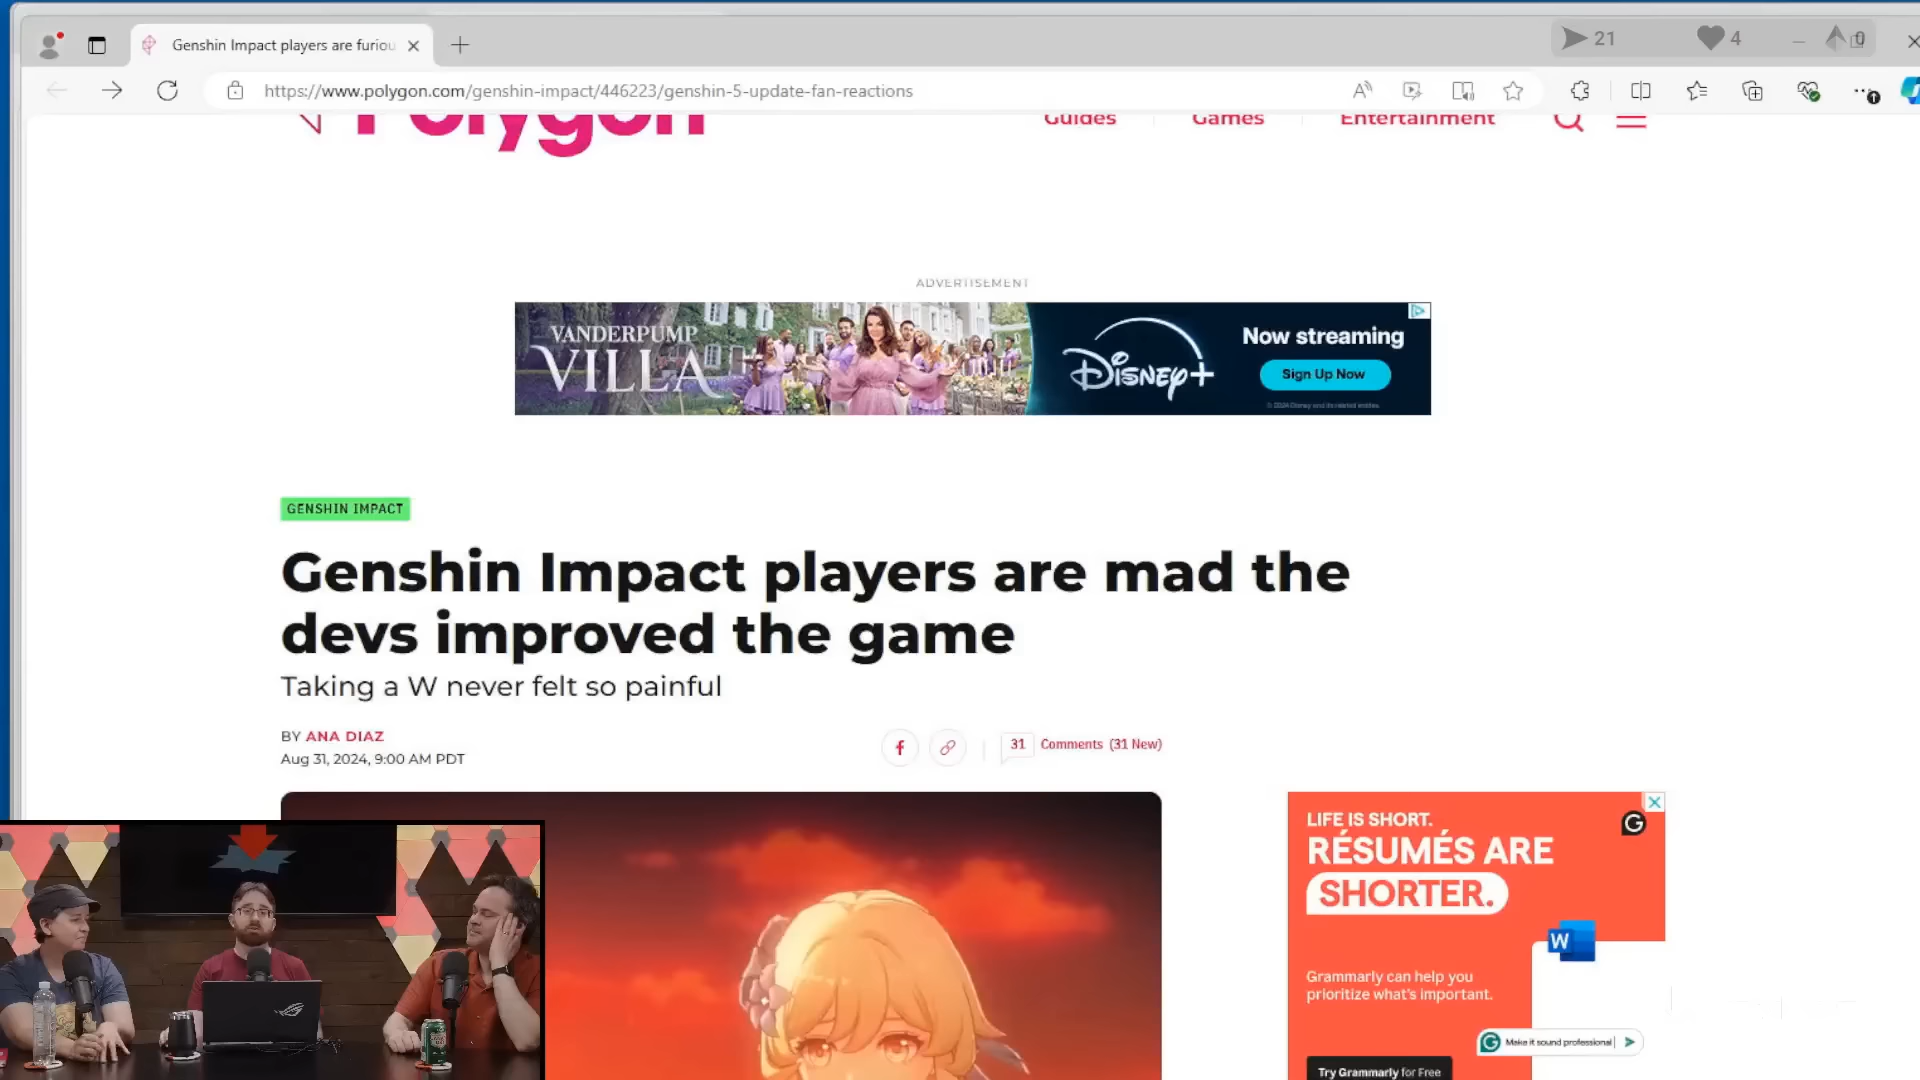 Genshin Impact players are furiou
21
4
0
https://www.polygon.com/genshin-impact/446223/genshin-5-update-fan-reactions
Polygon
Guides
Games
Entertainment
ADVERTISEMENT
VANDERPUMP
VILLA
Disney+
Now streaming
Sign Up Now
GENSHIN IMPACT
Genshin Impact players are mad the
devs improved the game
Taking a W never felt so painful
BY ANA DIAZ
Aug 31, 2024, 9:00 AM PDT
31 Comments (31 New)
LIFE IS SHORT.
RÉSUMÉS ARE
SHORTER.
W
Grammarly can help you
prioritize what's important.
Make it sound professional
Try Grammarly for Free